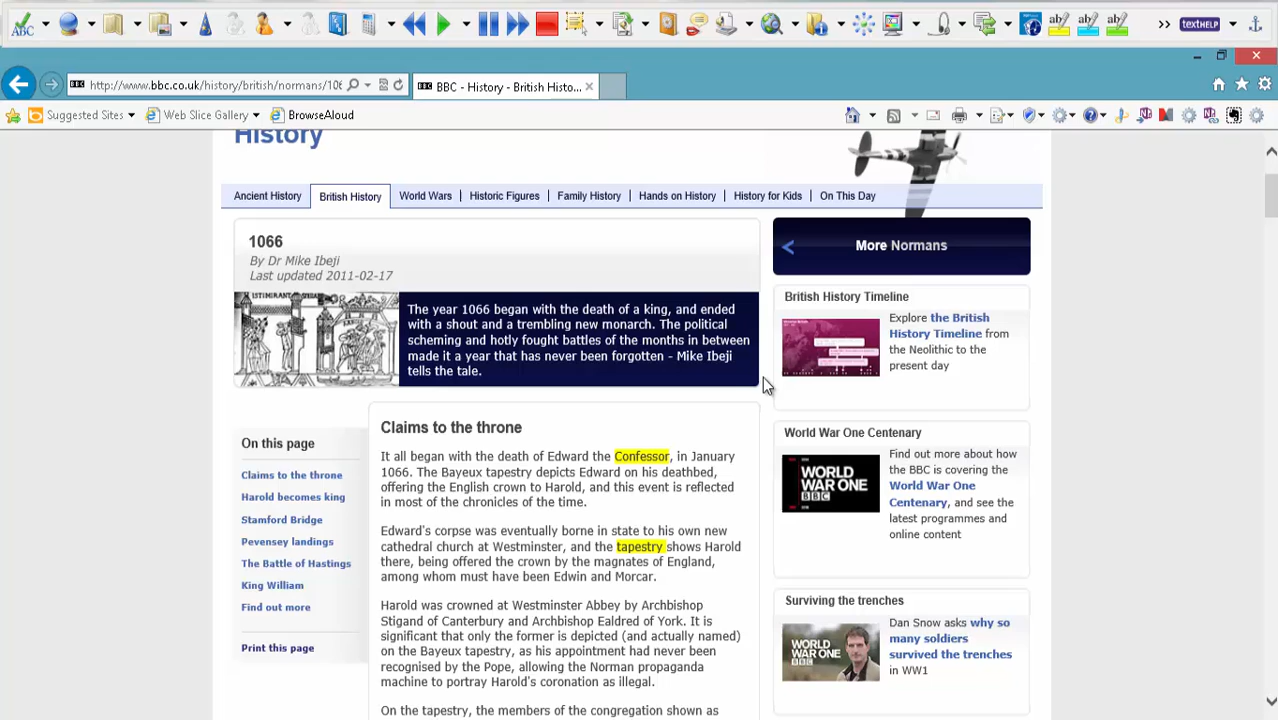 ABC
ab/
ab/
ab/
texthelp
http://www.bbc.co.uk/history/british/normans/106
BBC - History - British Histo...
Suggested Sites
Web Slice Gallery
BrowseAloud
History
Ancient History
British History
World Wars
Historic Figures
Family History
Hands on History
History for Kids
On This Day
1066
By Dr Mike Ibeji
Last updated 2011-02-17
The year 1066 began with the death of a king, and ended
with a shout and a trembling new monarch. The political
scheming and hotly fought battles of the months in between
made it a year that has never been forgotten - Mike Ibeji
tells the tale.
On this page
Claims to the throne
Harold becomes king
Stamford Bridge
Pevensey landings
The Battle of Hastings
King William
Find out more
Print this page
Claims to the throne
It all began with the death of Edward the Confessor, in January
1066. The Bayeux tapestry depicts Edward on his deathbed,
offering the English crown to Harold, and this event is reflected
in most of the chronicles of the time.
Edward's corpse was eventually borne in state to his own new
cathedral church at Westminster, and the tapestry shows Harold
there, being offered the crown by the magnates of England,
among whom must have been Edwin and Morcar.
Harold was crowned at Westminster Abbey by Archbishop
Stigand of Canterbury and Archbishop Ealdred of York. It is
significant that only the former is depicted (and actually named)
on the Bayeux tapestry, as his appointment had never been
recognised by the Pope, allowing the Norman propaganda
machine to portray Harold's coronation as illegal.
On the tapestry, the members of the congregation shown as
More Normans
British History Timeline
Explore the British
History Timeline from
the Neolithic to the
present day
World War One Centenary
WORLD
WAR ONE
BBC
Find out more about how
the BBC is covering the
World War One
Centenary, and see the
latest programmes and
online content
Surviving the trenches
WORLD
WAR ONE
BBC
Dan Snow asks why so
many soldiers
survived the trenches
in WW1